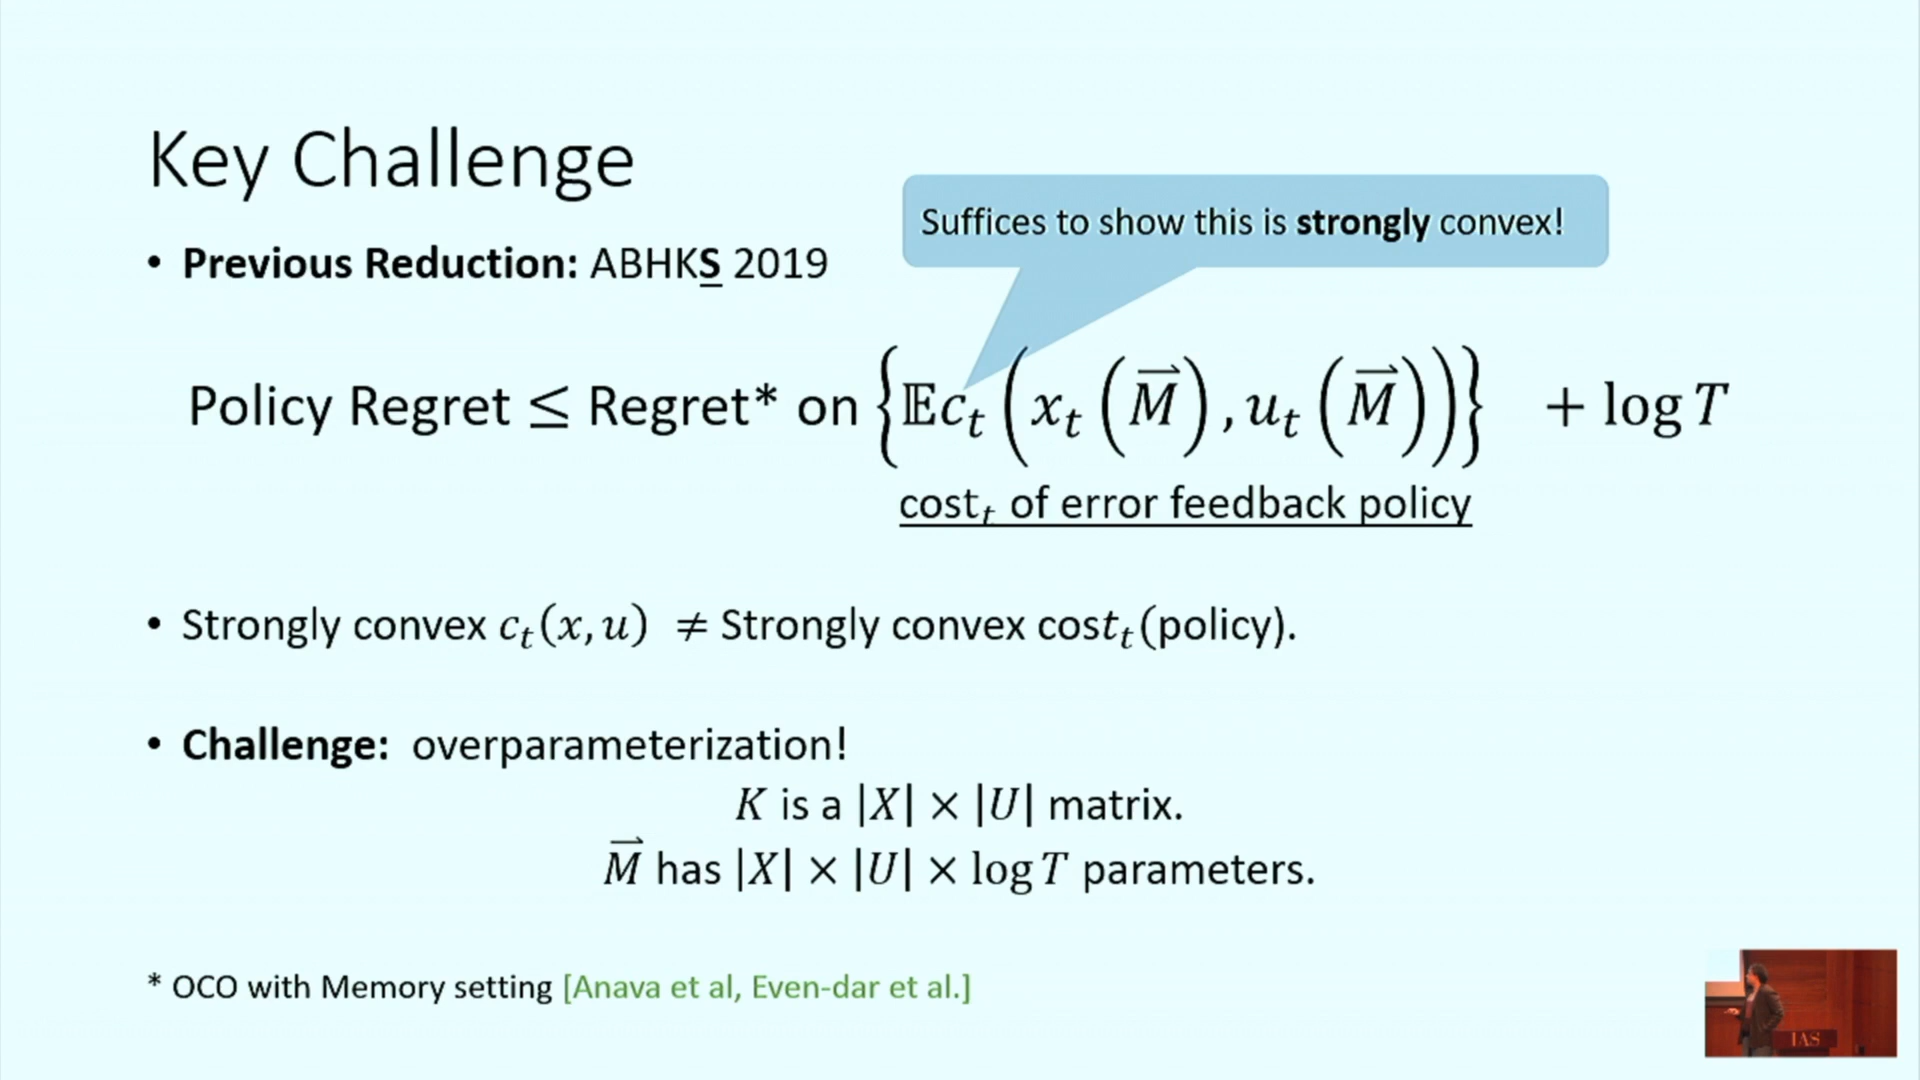 Key Challenge
Suffices to show this is strongly convex!
• Previous Reduction: ABHKS 2019
Policy Regret ≤ Regret* on {𝔼c_t(x_t(M⃗), u_t(M⃗))} + log T
cost_t of error feedback policy
• Strongly convex c_t(x, u) ≠ Strongly convex cost_t(policy).
• Challenge: overparameterization!
K is a |X| × |U| matrix.
M⃗ has |X| × |U| × log T parameters.
* OCO with Memory setting [Anava et al, Even-dar et al.]
IAS